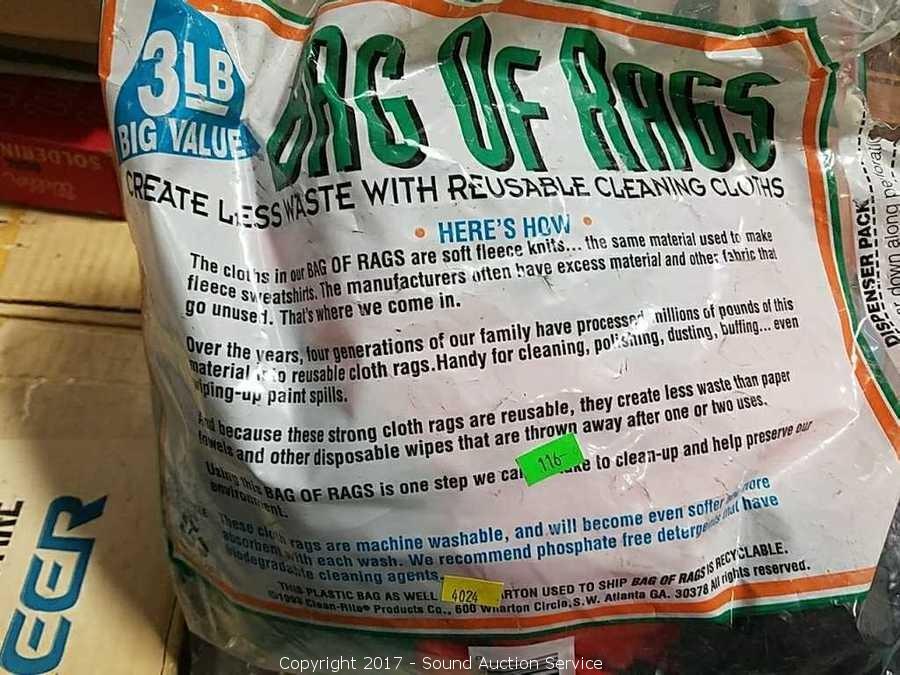 3 LB
BIG VALUE
BAG OF RAGS
CREATE LESS WASTE WITH REUSABLE CLEANING CLOTHS
• HERE'S HOW •
The cloths in our BAG OF RAGS are soft fleece knits... the same material used to make
fleece sweatshirts. The manufacturers often have excess material and other fabric that
go unused. That's where we come in.
Over the years, four generations of our family have processed millions of pounds of this
material into reusable cloth rags. Handy for cleaning, polishing, dusting, buffing... even
wiping-up paint spills.
And because these strong cloth rags are reusable, they create less waste than paper
towels and other disposable wipes that are thrown away after one or two uses.
Using this BAG OF RAGS is one step we can to clean-up and help preserve our
environment.
116-
These cloth rags are machine washable, and will become even softer and more
absorbent with each wash. We recommend phosphate free detergents that have
biodegradable cleaning agents.
THIS PLASTIC BAG AS WELL USED TO SHIP BAG OF RAGS IS RECYCLABLE.
4024
©1993 Clean-Rite® Products Co., 600 Wharton Circle, S.W. Atlanta GA. 30378 All rights reserved.
DISPENSER PACK
down along perforation
SOLDERING
Copyright 2017 - Sound Auction Service